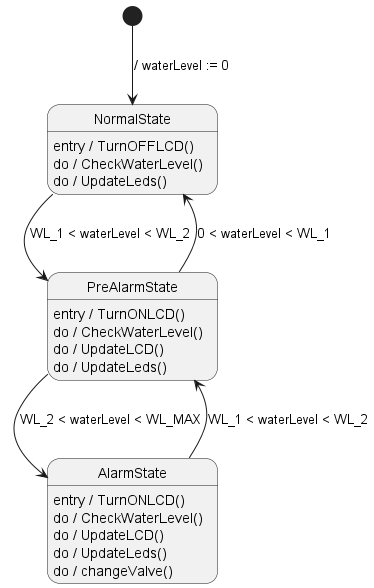 / waterLevel := 0
NormalState
entry / TurnOFFLCD()
do / CheckWaterLevel()
do / UpdateLeds()
WL_1 < waterLevel < WL_2
0 < waterLevel < WL_1
PreAlarmState
entry / TurnONLCD()
do / CheckWaterLevel()
do / UpdateLCD()
do / UpdateLeds()
WL_2 < waterLevel < WL_MAX
WL_1 < waterLevel < WL_2
AlarmState
entry / TurnONLCD()
do / CheckWaterLevel()
do / UpdateLCD()
do / UpdateLeds()
do / changeValve()